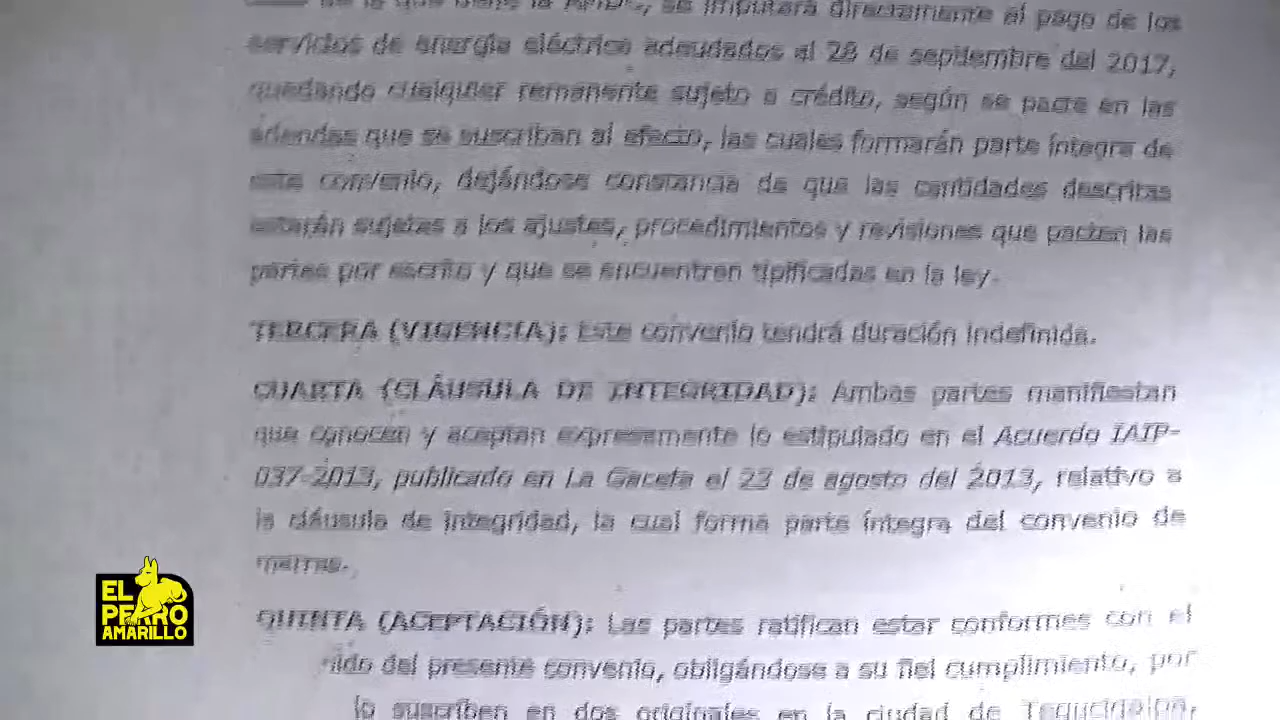 de la que tiene la AMDC, se imputará directamente al pago de los
servicios de energía eléctrica adeudados al 28 de septiembre del 2017,
quedando cualquier remanente sujeto a crédito, según se pacte en las
adendas que se suscriban al efecto, las cuales formarán parte íntegra de
este convenio, dejándose constancia de que las cantidades descritas
estarán sujetas a los ajustes, procedimientos y revisiones que pacten las
partes por escrito y que se encuentren tipificadas en la ley.
TERCERA (VIGENCIA): Este convenio tendrá duración indefinida.
CUARTA (CLÁUSULA DE INTEGRIDAD): Ambas partes manifiestan
que conocen y aceptan expresamente lo estipulado en el Acuerdo IAIP-
037-2013, publicado en La Gaceta el 23 de agosto del 2013, relativo a
la cláusula de integridad, la cual forma parte íntegra del convenio de
marras.
QUINTA (ACEPTACIÓN): Las partes ratifican estar conformes con el
del presente convenio, obligándose a su fiel cumplimiento, por
lo suscriben en dos originales en la ciudad de Tegucigalpa,
EL
PERRO
AMARILLO